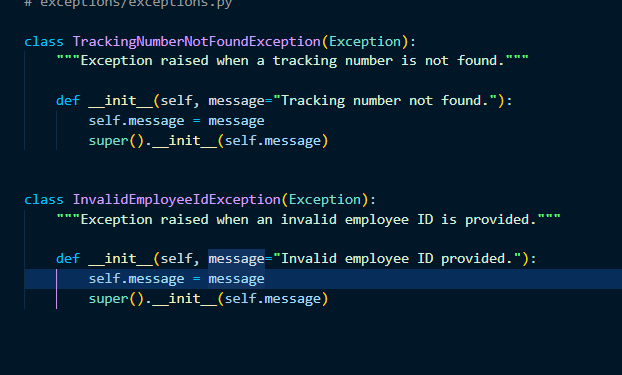 # exceptions/exceptions.py
class TrackingNumberNotFoundException(Exception):
    """Exception raised when a tracking number is not found."""
    def __init__(self, message="Tracking number not found."):
        self.message = message
        super().__init__(self.message)
class InvalidEmployeeIdException(Exception):
    """Exception raised when an invalid employee ID is provided."""
    def __init__(self, message="Invalid employee ID provided."):
        self.message = message
        super().__init__(self.message)